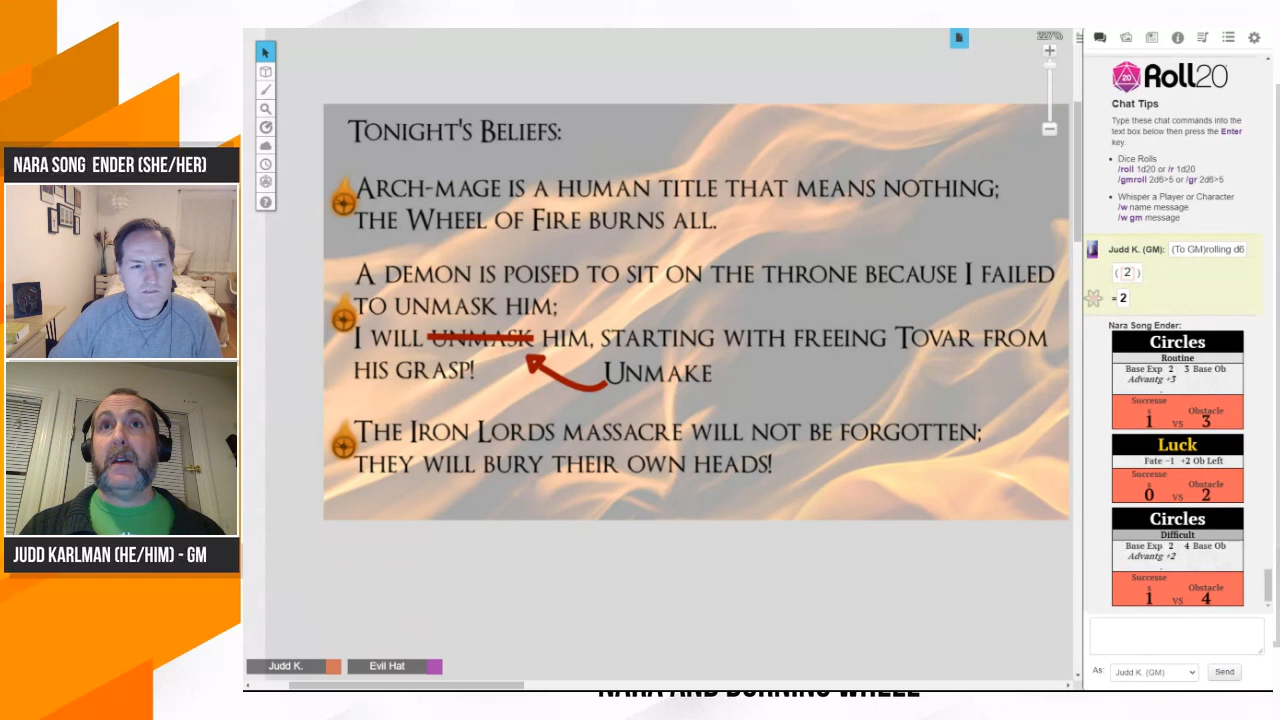 NARA SONG ENDER (SHE/HER)
JUDD KARLMAN (HE/HIM) - GM
TONIGHT'S BELIEFS:
ARCH-MAGE IS A HUMAN TITLE THAT MEANS NOTHING;
THE WHEEL OF FIRE BURNS ALL.
A DEMON IS POISED TO SIT ON THE THRONE BECAUSE I FAILED
TO UNMASK HIM;
I WILL UNMASK HIM, STARTING WITH FREEING TOVAR FROM
HIS GRASP!
UNMAKE
THE IRON LORDS MASSACRE WILL NOT BE FORGOTTEN;
THEY WILL BURY THEIR OWN HEADS!
Judd K.
Evil Hat
NARA AND BURNING WHEEL
20
Roll20
Chat Tips
Type these chat commands into the
text box below then press the Enter
key.
Dice Rolls
/roll 1d20 or /r 1d20
/gmroll 2d6>5 or /gr 2d6>5
Whisper a Player or Character
/w name message
/w gm message
Judd K. (GM): (To GM)rolling d6
( 2 )
= 2
Nara Song Ender:
Circles
Routine
Base Exp 2 3 Base Ob
Advantg +3
Successe
s Obstacle
1 VS 3
Luck
Fate −1 +2 Ob Left
Successe
s Obstacle
0 VS 2
Circles
Difficult
Base Exp 2 4 Base Ob
Advantg +2
Successe
s Obstacle
1 VS 4
As: Judd K. (GM) Send